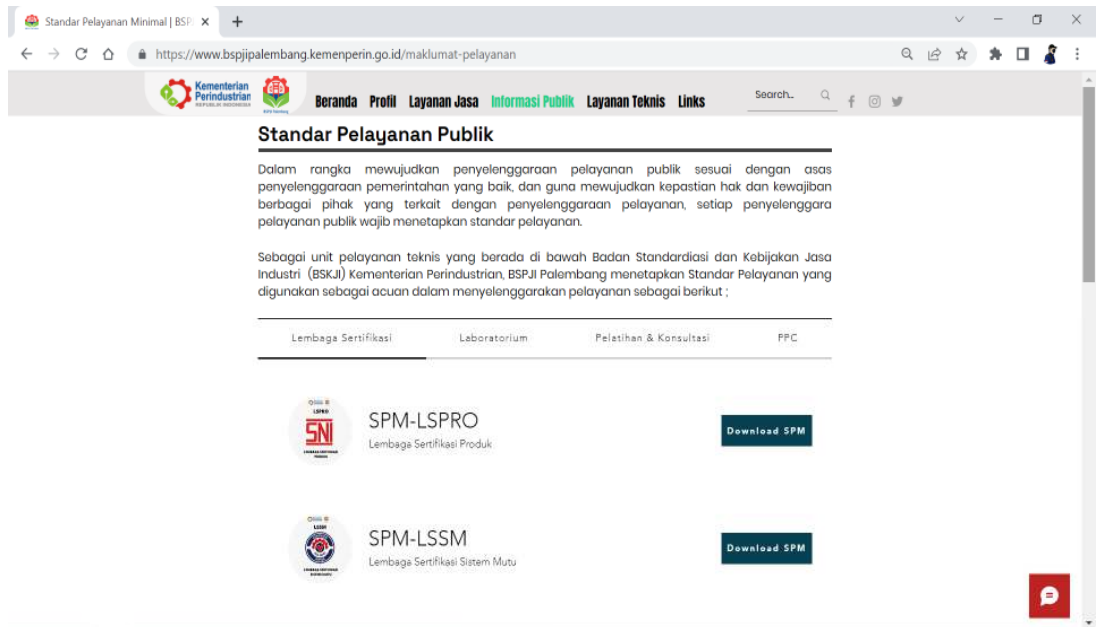 Standar Pelayanan Minimal | BSP
https://www.bspjipalembang.kemenperin.go.id/maklumat-pelayanan
Kementerian
Perindustrian
REPUBLIK INDONESIA
Beranda Profil Layanan Jasa Informasi Publik Layanan Teknis Links
Search...
Standar Pelayanan Publik
Dalam rangka mewujudkan penyelenggaraan pelayanan publik sesuai dengan asas
penyelenggaraan pemerintahan yang baik, dan guna mewujudkan kepastian hak dan kewajiban
berbagai pihak yang terkait dengan penyelenggaraan pelayanan, setiap penyelenggara
pelayanan publik wajib menetapkan standar pelayanan.
Sebagai unit pelayanan teknis yang berada di bawah Badan Standardiasi dan Kebijakan Jasa
Industri (BSKJI) Kementerian Perindustrian, BSPJI Palembang menetapkan Standar Pelayanan yang
digunakan sebagai acuan dalam menyelenggarakan pelayanan sebagai berikut ;
Lembaga Sertifikasi Laboratorium Pelatihan & Konsultasi PPC
LSPRO
SNI
SPM-LSPRO
Lembaga Sertifikasi Produk
Download SPM
LSSM
SPM-LSSM
Lembaga Sertifikasi Sistem Mutu
Download SPM